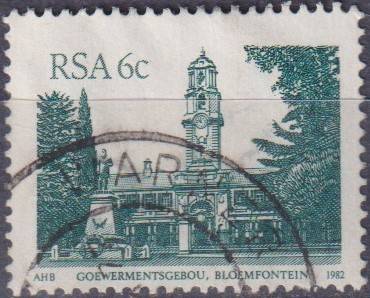 RSA 6c
AHB GOEWERMENTSGEBOU, BLOEMFONTEIN 1982